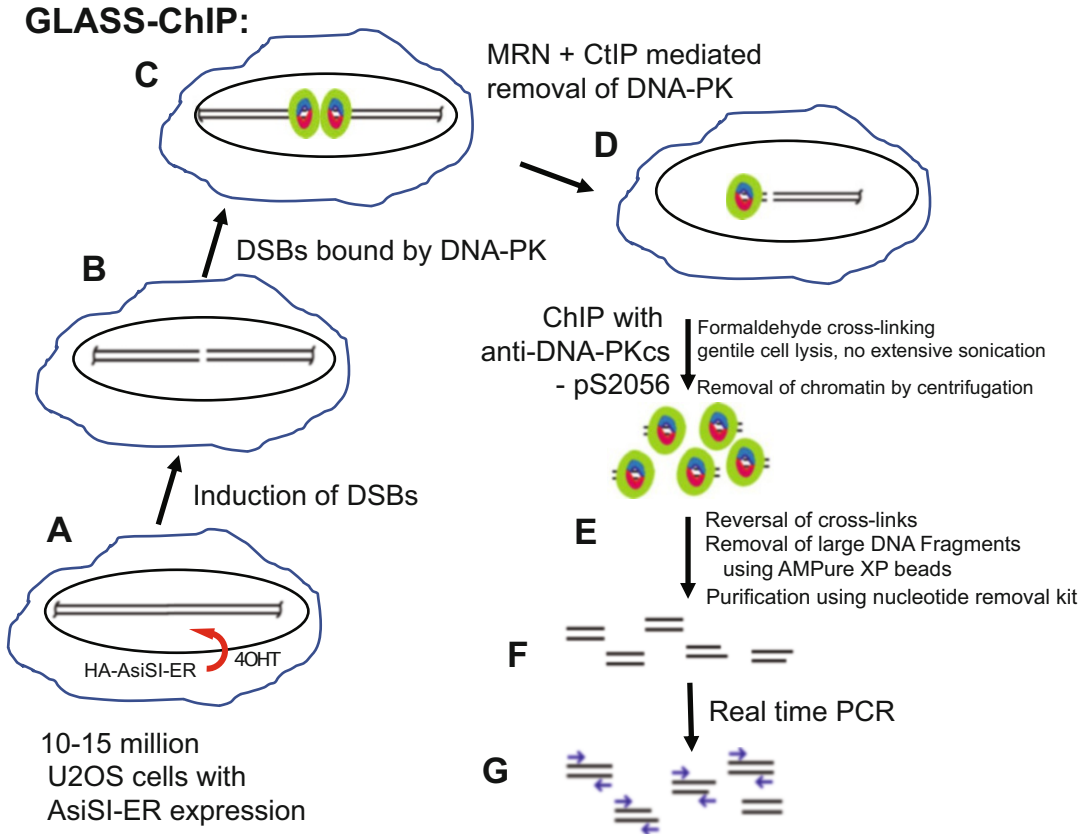 GLASS-ChIP:
C
MRN + CtIP mediated
removal of DNA-PK
D
DSBs bound by DNA-PK
B
ChIP with
anti-DNA-PKcs
- pS2056
Formaldehyde cross-linking
gentile cell lysis, no extensive sonication
Removal of chromatin by centrifugation
Induction of DSBs
A
E
Reversal of cross-links
Removal of large DNA Fragments
using AMPure XP beads
Purification using nucleotide removal kit
HA-AsiSI-ER
4OHT
F
Real time PCR
10-15 million
U2OS cells with
AsiSI-ER expression
G